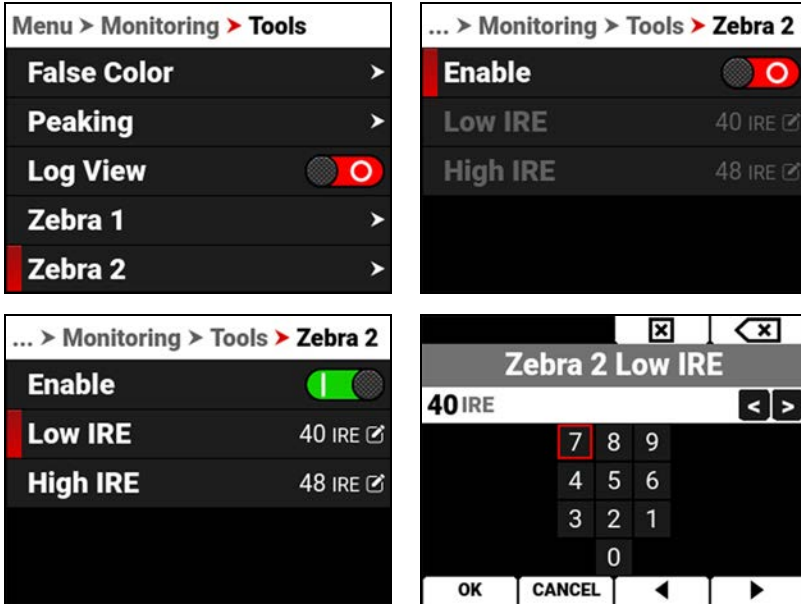 Menu > Monitoring > Tools
False Color >
Peaking >
Log View
Zebra 1 >
Zebra 2 >
... > Monitoring > Tools > Zebra 2
Enable
Low IRE 40 IRE
High IRE 48 IRE
... > Monitoring > Tools > Zebra 2
Enable
Low IRE 40 IRE
High IRE 48 IRE
Zebra 2 Low IRE
40 IRE < >
7 8 9
4 5 6
3 2 1
0
OK CANCEL ◀ ▶